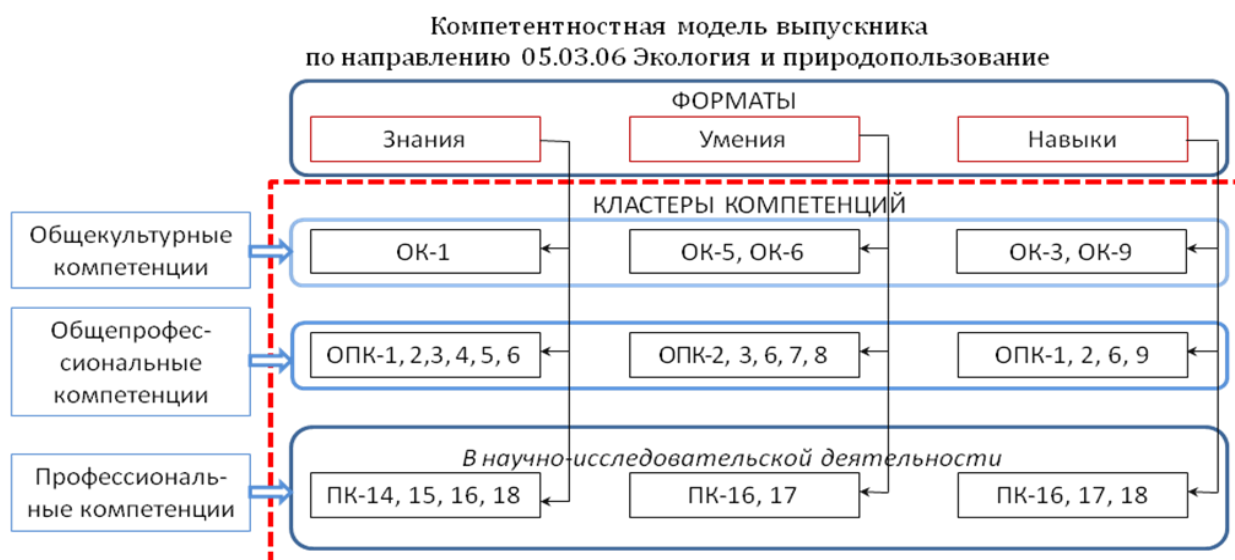 Компетентностная модель выпускника
по направлению 05.03.06 Экология и природопользование
ФОРМАТЫ
Знания
Умения
Навыки
КЛАСТЕРЫ КОМПЕТЕНЦИЙ
Общекультурные
компетенции
ОК-1
ОК-5, ОК-6
ОК-3, ОК-9
Общепрофес-
сиональные
компетенции
ОПК-1, 2,3, 4, 5, 6
ОПК-2, 3, 6, 7, 8
ОПК-1, 2, 6, 9
Профессиональ-
ные компетенции
В научно-исследовательской деятельности
ПК-14, 15, 16, 18
ПК-16, 17
ПК-16, 17, 18